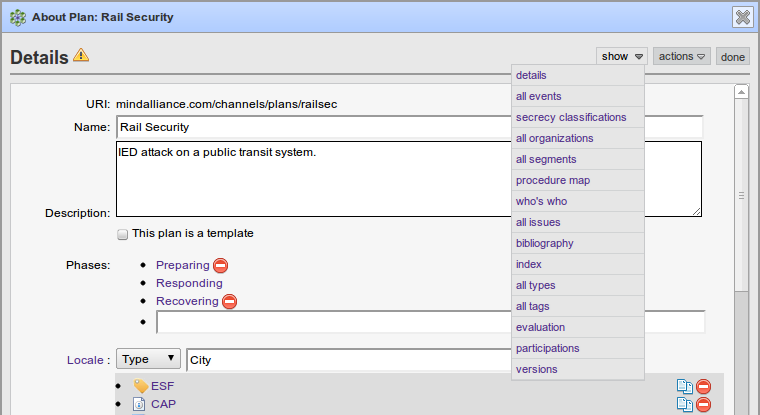 About Plan: Rail Security
Details
show actions done
details
all events
secrecy classifications
all organizations
all segments
procedure map
who's who
all issues
bibliography
index
all types
all tags
evaluation
participations
versions
URI: mindalliance.com/channels/plans/railsec
Name: Rail Security
IED attack on a public transit system.
Description:
This plan is a template
Phases: Preparing
Responding
Recovering
Locale : Type City
ESF
CAP